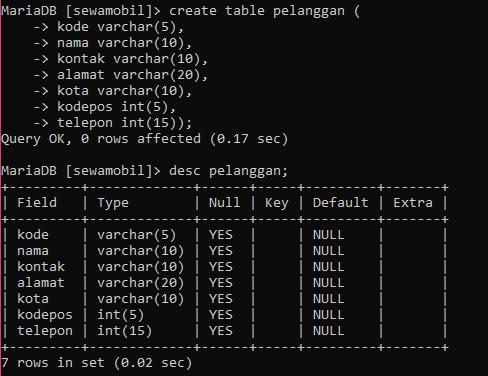 MariaDB [sewamobil]> create table pelanggan (
    -> kode varchar(5),
    -> nama varchar(10),
    -> kontak varchar(10),
    -> alamat varchar(20),
    -> kota varchar(10),
    -> kodepos int(5),
    -> telepon int(15));
Query OK, 0 rows affected (0.17 sec)

MariaDB [sewamobil]> desc pelanggan;
+---------+-------------+------+-----+---------+-------+
| Field   | Type        | Null | Key | Default | Extra |
+---------+-------------+------+-----+---------+-------+
| kode    | varchar(5)  | YES  |     | NULL    |       |
| nama    | varchar(10) | YES  |     | NULL    |       |
| kontak  | varchar(10) | YES  |     | NULL    |       |
| alamat  | varchar(20) | YES  |     | NULL    |       |
| kota    | varchar(10) | YES  |     | NULL    |       |
| kodepos | int(5)      | YES  |     | NULL    |       |
| telepon | int(15)     | YES  |     | NULL    |       |
+---------+-------------+------+-----+---------+-------+
7 rows in set (0.02 sec)